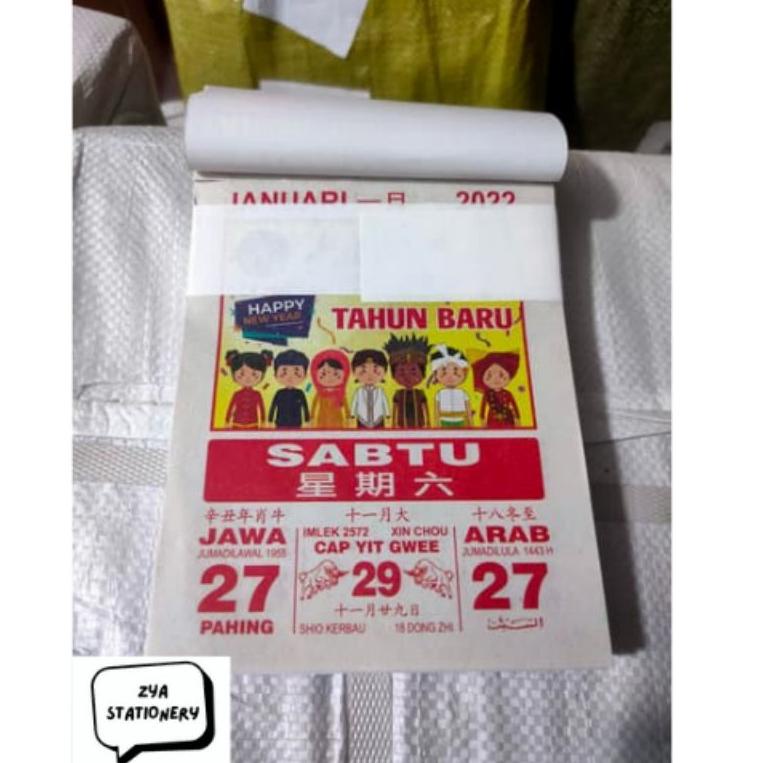 JANUARI 一月 2022
HAPPY
NEW YEAR
TAHUN BARU
SABTU
星期六
辛丑年肖牛 十一月大 十八冬至
JAWA IMLEK 2572 XIN CHOU ARAB
JUMADILAWAL 1955 CAP YIT GWEE JUMADILULA 1443 H
27 29 27
十一月廿九日
PAHING SHIO KERBAU 18 DONG ZHI السبت
ZYA
STATIONERY